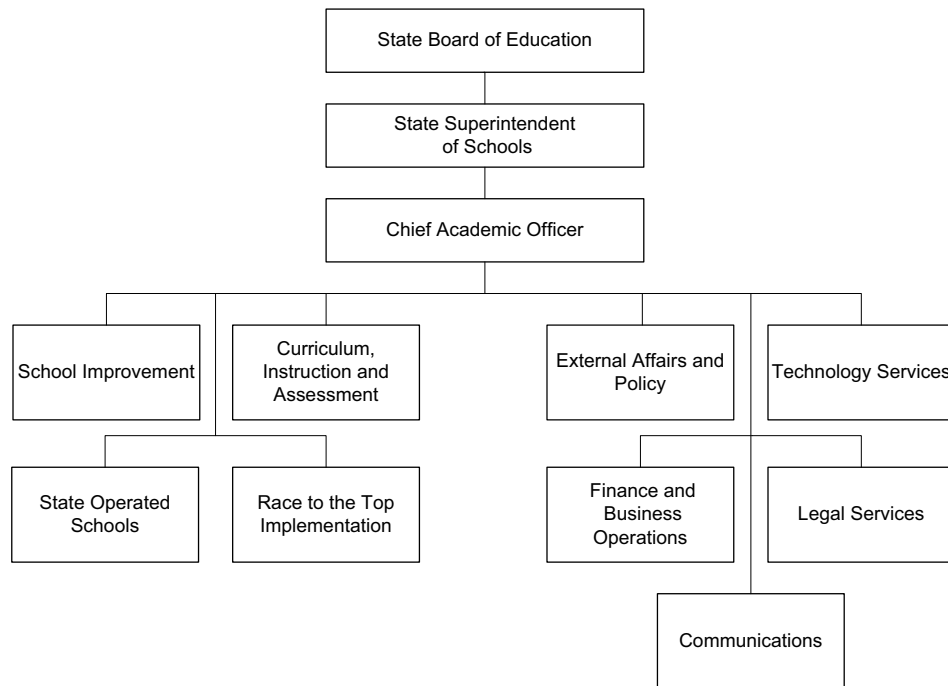 State Board of Education
State Superintendent
of Schools
Chief Academic Officer
School Improvement
Curriculum,
Instruction and
Assessment
External Affairs and
Policy
Technology Services
State Operated
Schools
Race to the Top
Implementation
Finance and
Business
Operations
Legal Services
Communications